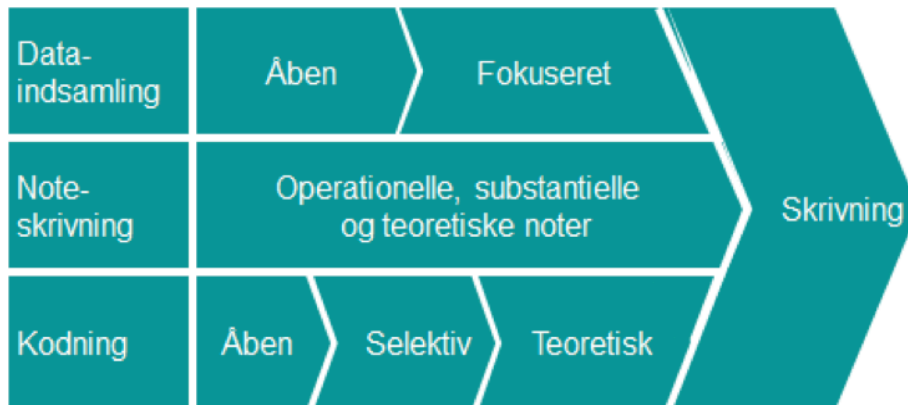 Data-
indsamling
Åben
Fokuseret
Note-
skrivning
Operationelle, substantielle
og teoretiske noter
Skrivning
Kodning
Åben
Selektiv
Teoretisk